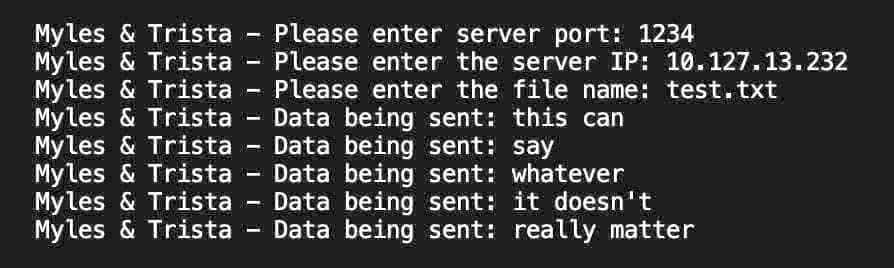 Myles & Trista - Please enter server port: 1234
Myles & Trista - Please enter the server IP: 10.127.13.232
Myles & Trista - Please enter the file name: test.txt
Myles & Trista - Data being sent: this can
Myles & Trista - Data being sent: say
Myles & Trista - Data being sent: whatever
Myles & Trista - Data being sent: it doesn't
Myles & Trista - Data being sent: really matter